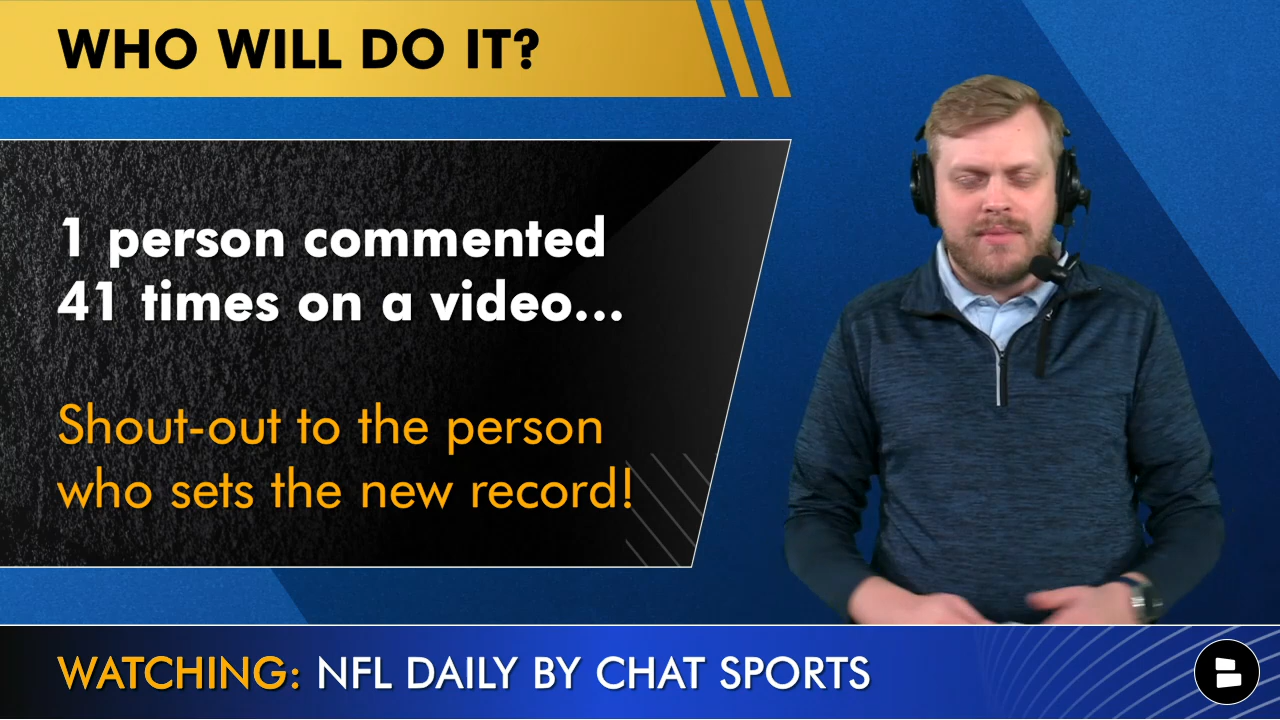 WHO WILL DO IT?
1 person commented
41 times on a video...
Shout-out to the person
who sets the new record!
WATCHING: NFL DAILY BY CHAT SPORTS